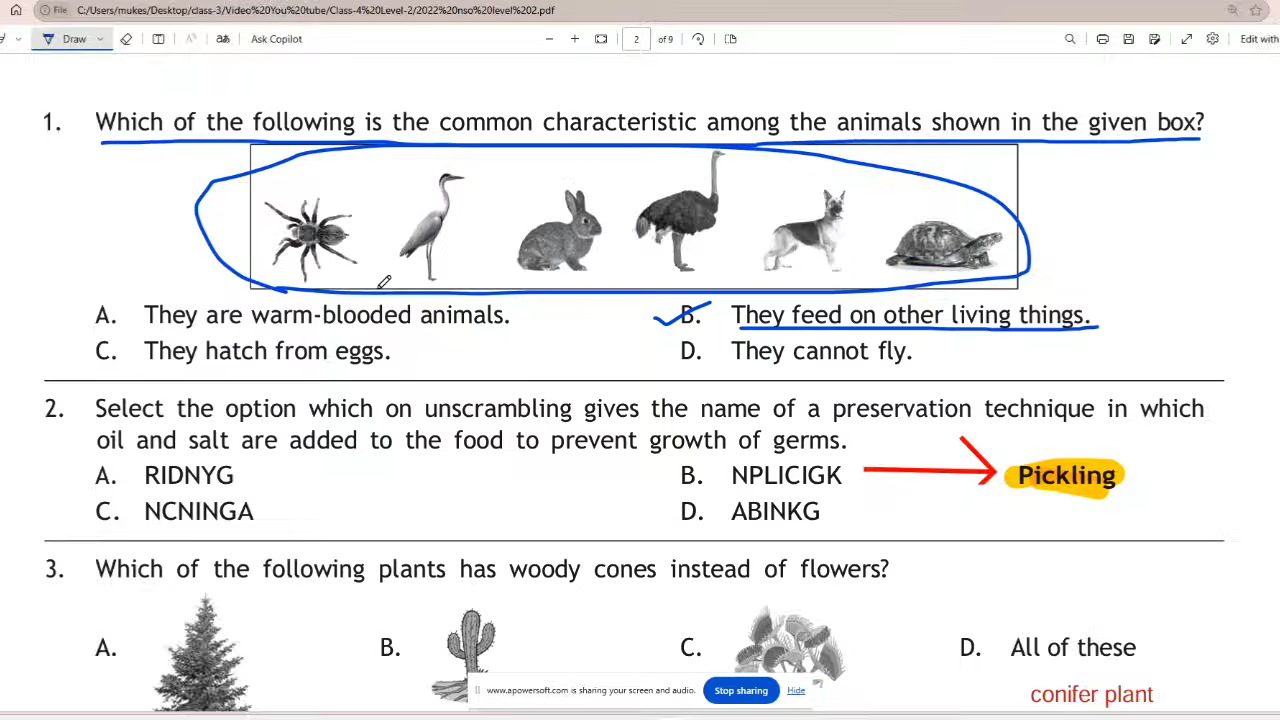 File C:/Users/mukes/Desktop/class-3/Video%20You%20tube/Class-4%20Level-2/2022%20nso%20level%202.pdf
Draw Ask Copilot 2 of 9 Edit with
1. Which of the following is the common characteristic among the animals shown in the given box?
A. They are warm-blooded animals. B. They feed on other living things.
C. They hatch from eggs. D. They cannot fly.
2. Select the option which on unscrambling gives the name of a preservation technique in which
oil and salt are added to the food to prevent growth of germs.
A. RIDNYG B. NPLICIGK Pickling
C. NCNINGA D. ABINKG
3. Which of the following plants has woody cones instead of flowers?
A. B. C. D. All of these
www.apowersoft.com is sharing your screen and audio. Stop sharing Hide
conifer plant